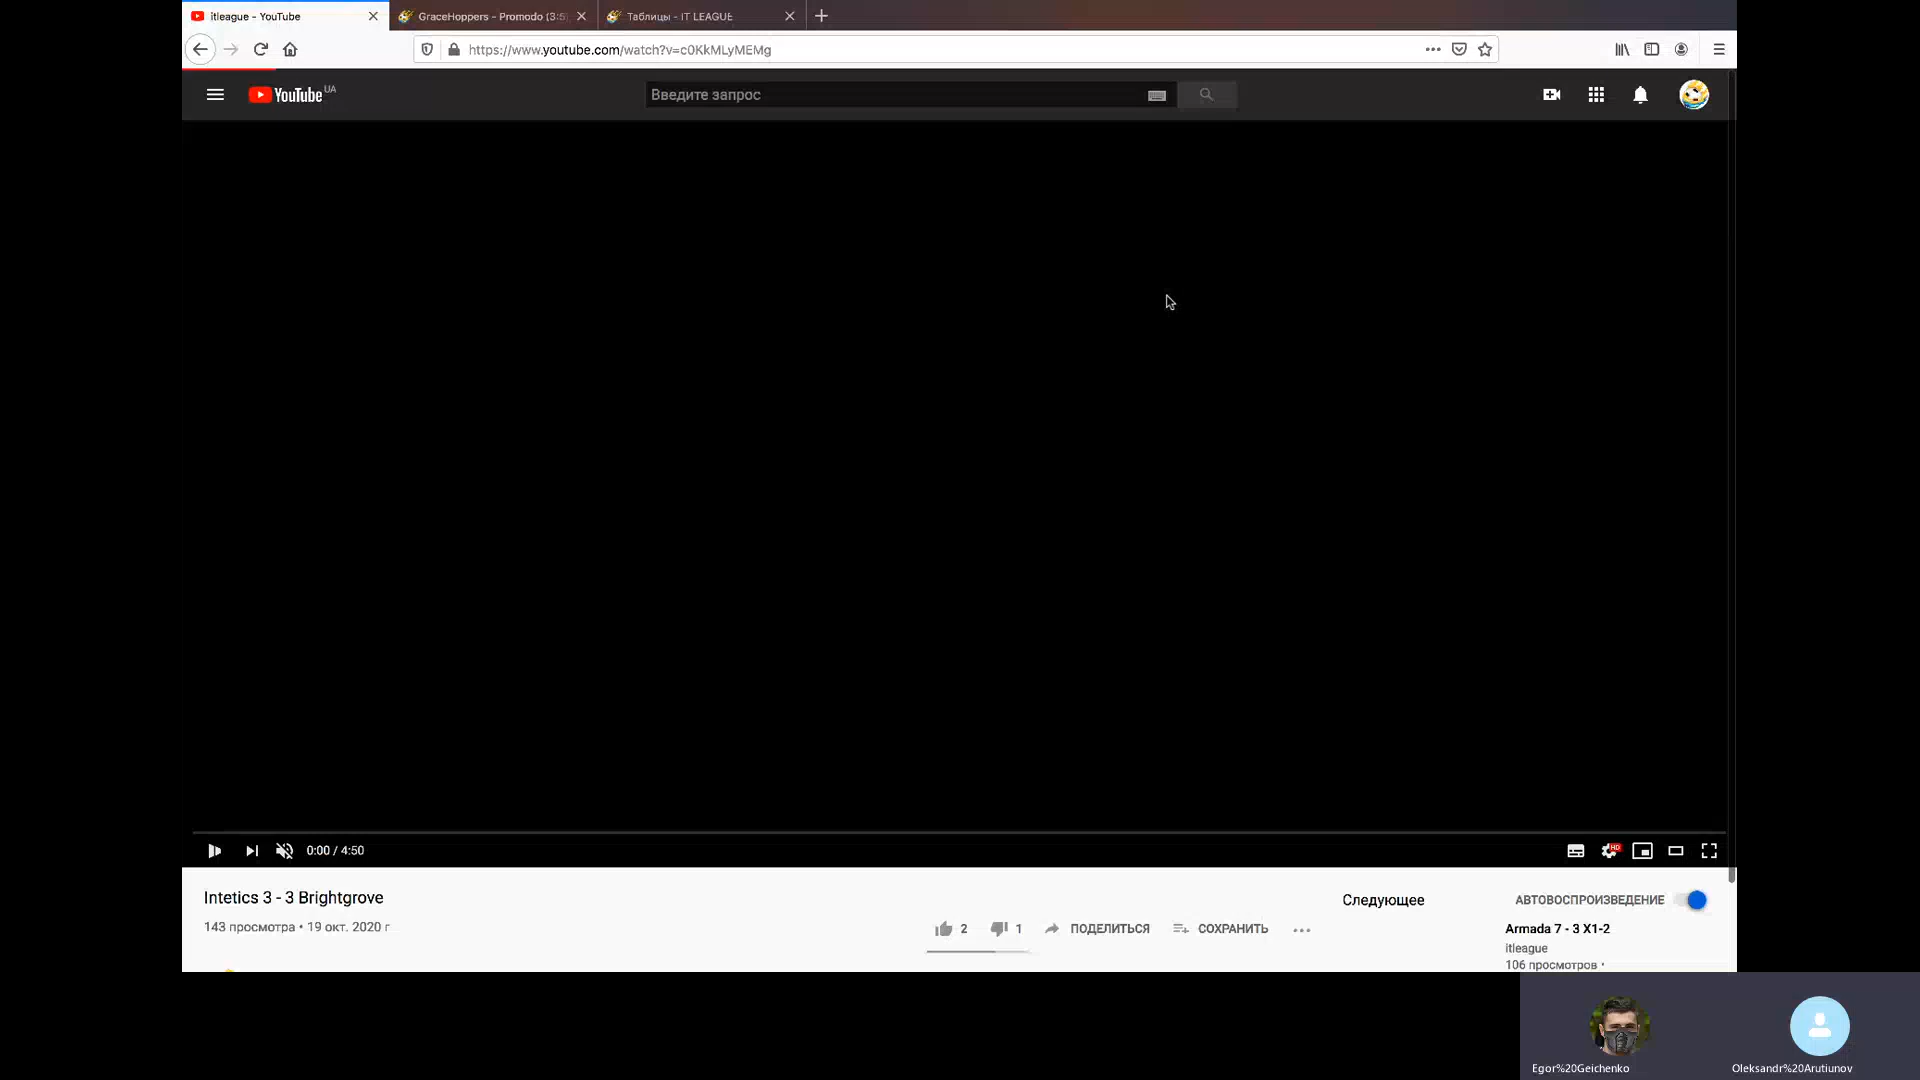 itleague - YouTube
GraceHoppers - Promodo (3:5
Таблицы - IT LEAGUE
https://www.youtube.com/watch?v=c0KkMLyMEMg
YouTube UA
Введите запрос
0:00 / 4:50
HD
Intetics 3 - 3 Brightgrove
143 просмотра • 19 окт. 2020 г
2
1
ПОДЕЛИТЬСЯ
СОХРАНИТЬ
Следующее
АВТОВОСПРОИЗВЕДЕНИЕ
Armada 7 - 3 X1-2
itleague
106 просмотров •
Egor%20Geichenko
Oleksandr%20Arutiunov